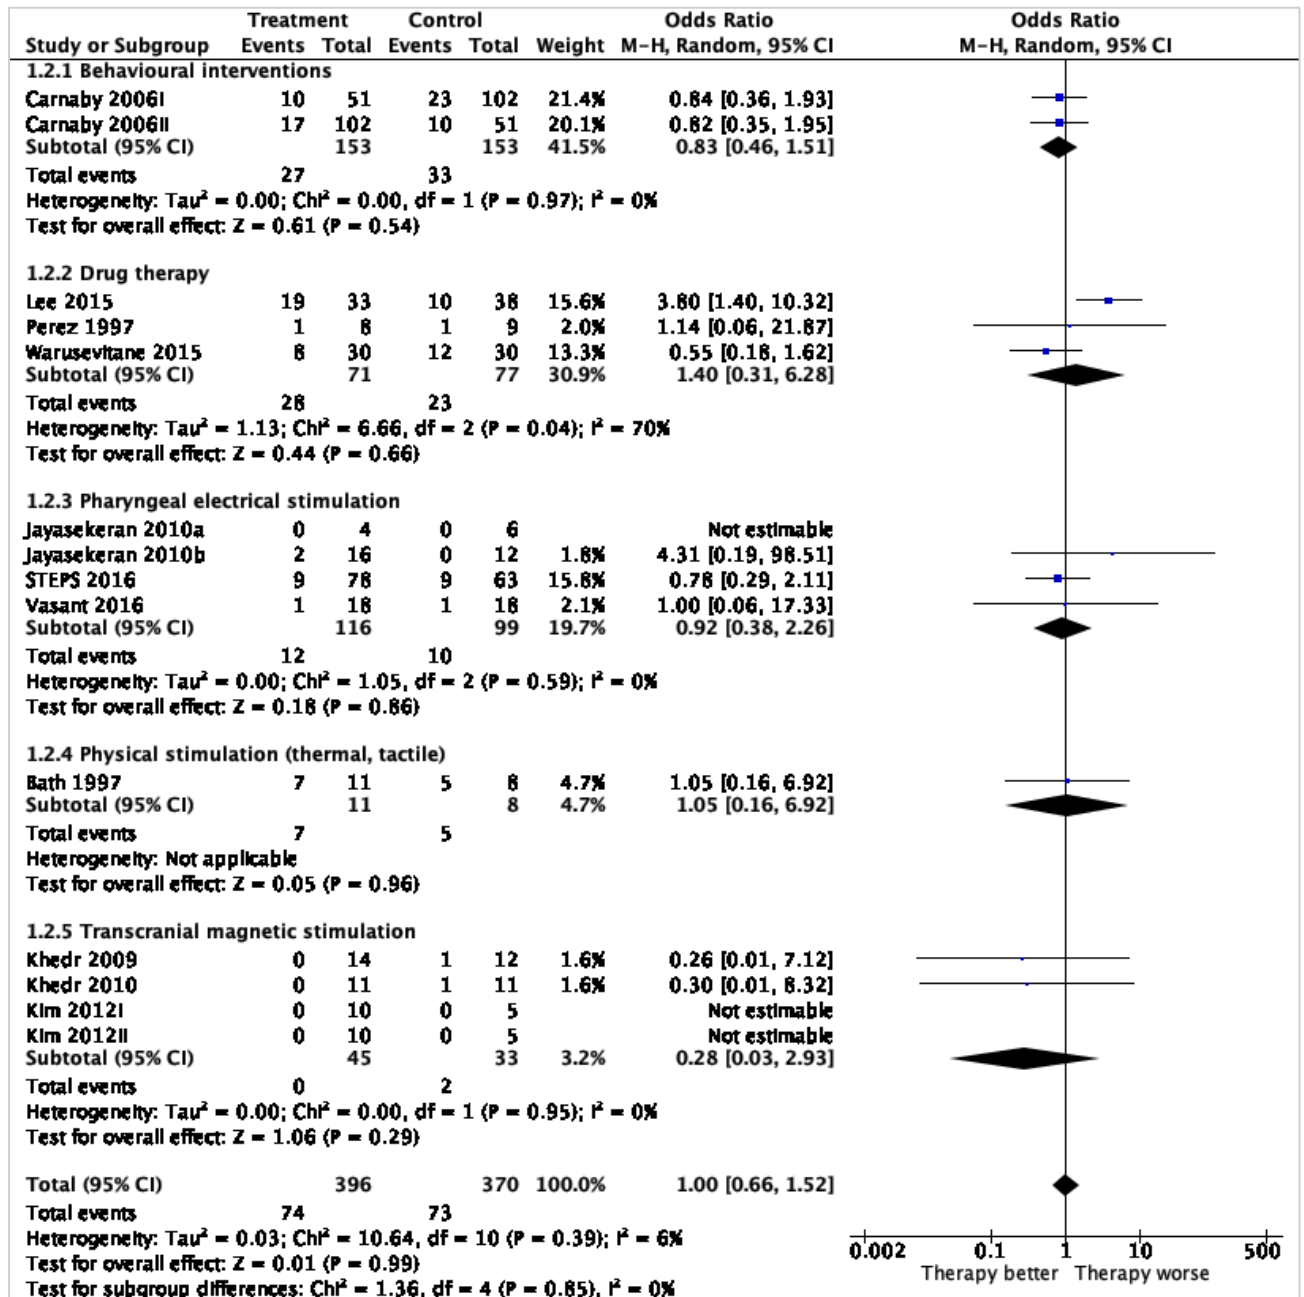 Treatment Control Odds Ratio Odds Ratio
Study or Subgroup Events Total Events Total Weight M-H, Random, 95% CI M-H, Random, 95% CI
1.2.1 Behavioural interventions
Carnaby 2006I 10 51 23 102 21.4% 0.84 [0.36, 1.93]
Carnaby 2006II 17 102 10 51 20.1% 0.82 [0.35, 1.95]
Subtotal (95% CI) 153 153 41.5% 0.83 [0.46, 1.51]
Total events 27 33
Heterogeneity: Tau² = 0.00; Chi² = 0.00, df = 1 (P = 0.97); I² = 0%
Test for overall effect: Z = 0.61 (P = 0.54)
1.2.2 Drug therapy
Lee 2015 19 33 10 38 15.6% 3.80 [1.40, 10.32]
Perez 1997 1 8 1 9 2.0% 1.14 [0.06, 21.87]
Warusevitane 2015 8 30 12 30 13.3% 0.55 [0.18, 1.62]
Subtotal (95% CI) 71 77 30.9% 1.40 [0.31, 6.28]
Total events 28 23
Heterogeneity: Tau² = 1.13; Chi² = 6.66, df = 2 (P = 0.04); I² = 70%
Test for overall effect: Z = 0.44 (P = 0.66)
1.2.3 Pharyngeal electrical stimulation
Jayasekeran 2010a 0 4 0 6 Not estimable
Jayasekeran 2010b 2 16 0 12 1.8% 4.31 [0.19, 98.51]
STEPS 2016 9 78 9 63 15.8% 0.78 [0.29, 2.11]
Vasant 2016 1 18 1 18 2.1% 1.00 [0.06, 17.33]
Subtotal (95% CI) 116 99 19.7% 0.92 [0.38, 2.26]
Total events 12 10
Heterogeneity: Tau² = 0.00; Chi² = 1.05, df = 2 (P = 0.59); I² = 0%
Test for overall effect: Z = 0.18 (P = 0.86)
1.2.4 Physical stimulation (thermal, tactile)
Bath 1997 7 11 5 8 4.7% 1.05 [0.16, 6.92]
Subtotal (95% CI) 11 8 4.7% 1.05 [0.16, 6.92]
Total events 7 5
Heterogeneity: Not applicable
Test for overall effect: Z = 0.05 (P = 0.96)
1.2.5 Transcranial magnetic stimulation
Khedr 2009 0 14 1 12 1.6% 0.26 [0.01, 7.12]
Khedr 2010 0 11 1 11 1.6% 0.30 [0.01, 8.32]
Kim 2012I 0 10 0 5 Not estimable
Kim 2012II 0 10 0 5 Not estimable
Subtotal (95% CI) 45 33 3.2% 0.28 [0.03, 2.93]
Total events 0 2
Heterogeneity: Tau² = 0.00; Chi² = 0.00, df = 1 (P = 0.95); I² = 0%
Test for overall effect: Z = 1.06 (P = 0.29)
Total (95% CI) 396 370 100.0% 1.00 [0.66, 1.52]
Total events 74 73
Heterogeneity: Tau² = 0.03; Chi² = 10.64, df = 10 (P = 0.39); I² = 6%
Test for overall effect: Z = 0.01 (P = 0.99)
Test for subgroup differences: Chi² = 1.36, df = 4 (P = 0.85), I² = 0%
0.002 0.1 1 10 500
Therapy better Therapy worse